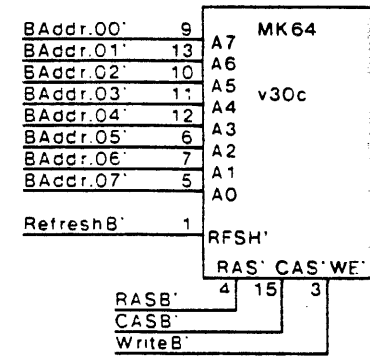 BAddr.00' 9 A7 MK64
BAddr.01' 13 A6
BAddr.02' 10 A5 v30c
BAddr.03' 11 A4
BAddr.04' 12 A3
BAddr.05' 6 A2
BAddr.06' 7 A1
BAddr.07' 5 A0
RefreshB' 1 RFSH'
RAS' CAS' WE'
4 15 3
RASB'
CASB'
WriteB'